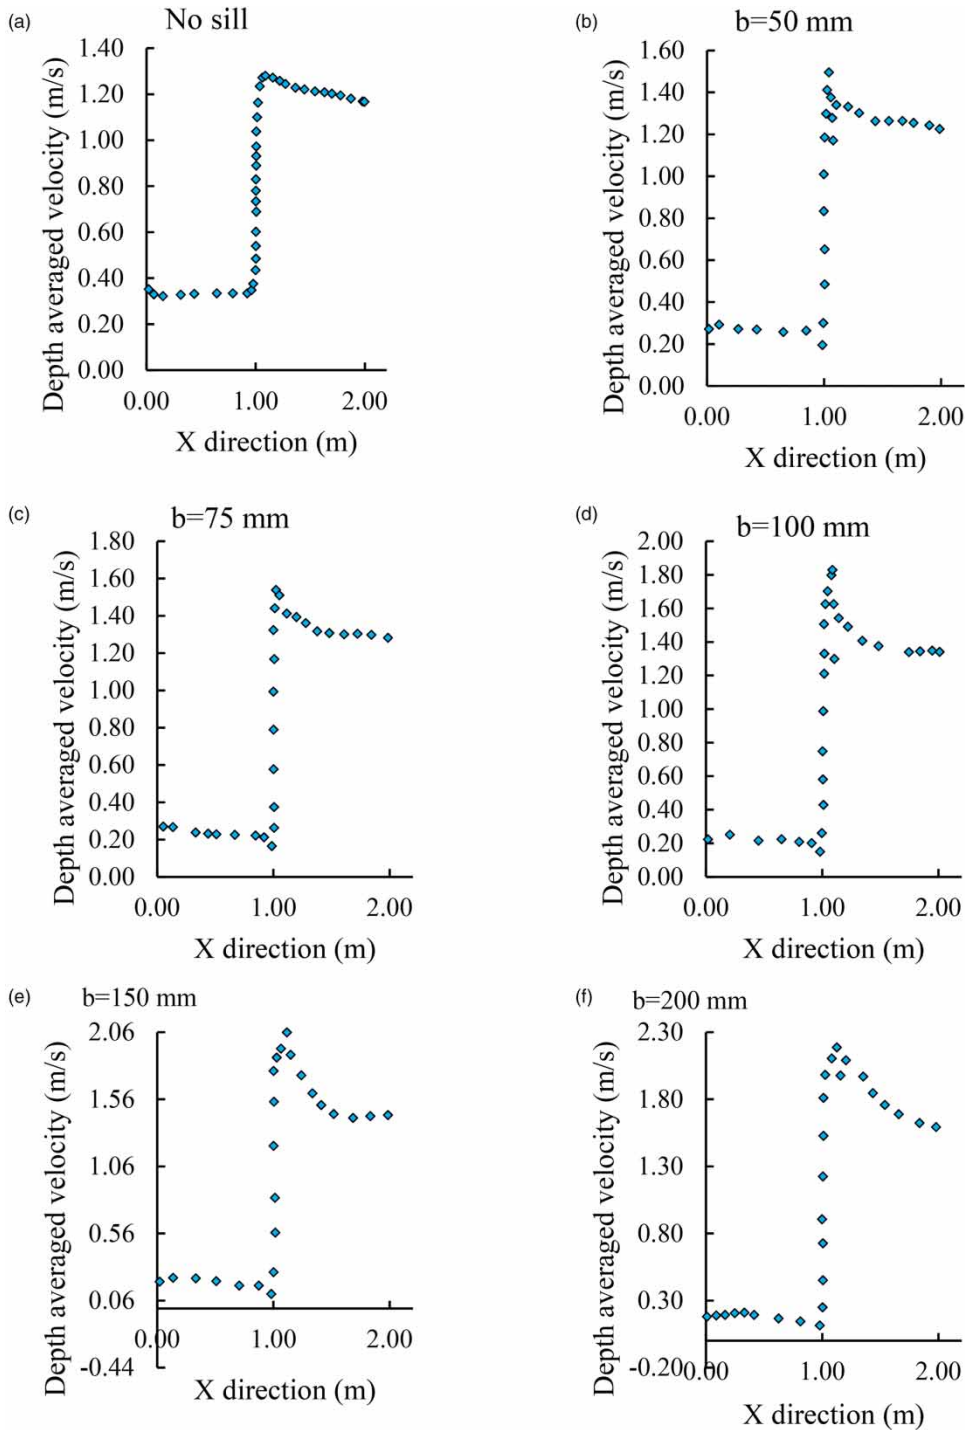 (a)
No sill
Depth averaged velocity (m/s)
1.40
1.20
1.00
0.80
0.60
0.40
0.20
0.00
0.00 1.00 2.00
X direction (m)
(b)
b=50 mm
Depth averaged velocity (m/s)
1.60
1.40
1.20
1.00
0.80
0.60
0.40
0.20
0.00
0.00 1.00 2.00
X direction (m)
(c)
b=75 mm
Depth averaged velocity (m/s)
1.80
1.60
1.40
1.20
1.00
0.80
0.60
0.40
0.20
0.00
0.00 1.00 2.00
X direction (m)
(d)
b=100 mm
Depth averaged velocity (m/s)
2.00
1.80
1.60
1.40
1.20
1.00
0.80
0.60
0.40
0.20
0.00
0.00 1.00 2.00
X direction (m)
(e)
b=150 mm
Depth averaged velocity (m/s)
2.06
1.56
1.06
0.56
0.06
-0.44
0.00 1.00 2.00
X direction (m)
(f)
b=200 mm
Depth averaged velocity (m/s)
2.30
1.80
1.30
0.80
0.30
-0.20
0.00 1.00 2.00
X direction (m)